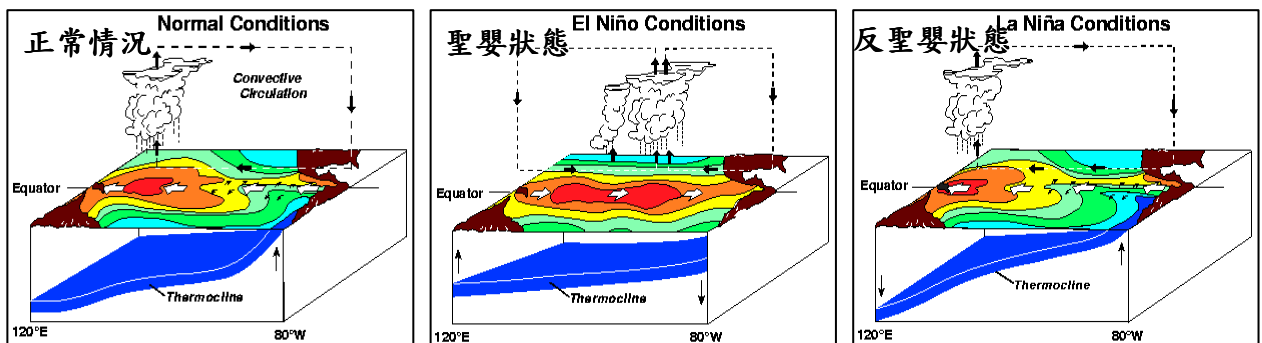 Normal Conditions
正常情況
Convective
Circulation
Equator
Thermocline
120°E
80°W
El Niño Conditions
聖嬰狀態
Equator
Thermocline
120°E
80°W
La Niña Conditions
反聖嬰狀態
Equator
Thermocline
120°E
80°W